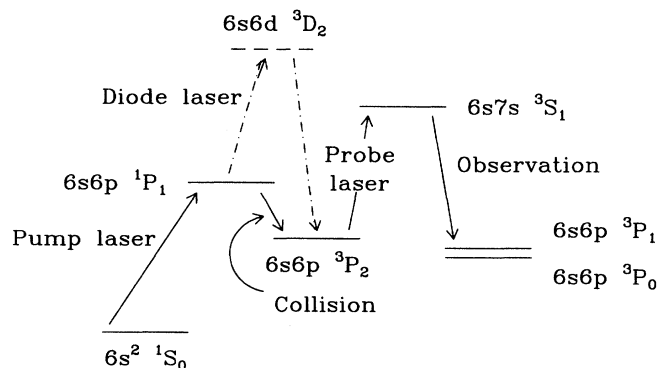 6s6d ³D₂
Diode laser
6s7s ³S₁
Probe
laser
Observation
6s6p ¹P₁
Pump laser
6s6p ³P₂
6s6p ³P₁
6s6p ³P₀
Collision
6s² ¹S₀